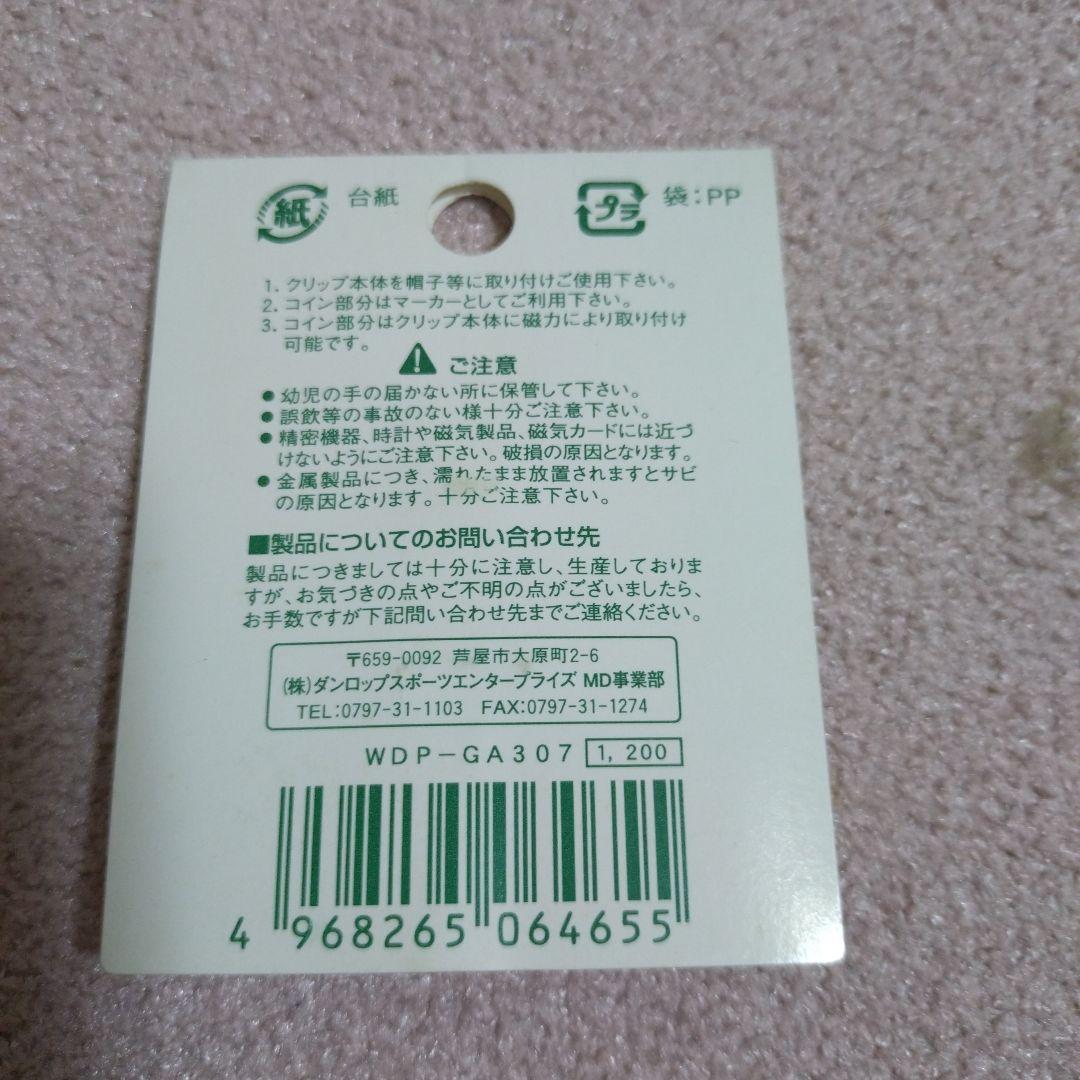 紙 台紙 プラ 袋：PP
1. クリップ本体を帽子等に取り付けご使用下さい。
2. コイン部分はマーカーとしてご利用下さい。
3. コイン部分はクリップ本体に磁力により取り付け
可能です。
! ご注意
●幼児の手の届かない所に保管して下さい。
●誤飲等の事故のない様十分ご注意下さい。
●精密機器、時計や磁気製品、磁気カードには近づ
けないようにご注意下さい。破損の原因となります。
●金属製品につき、濡れたまま放置されますとサビ
の原因となります。十分ご注意下さい。
■製品についてのお問い合わせ先
製品につきましては十分に注意し、生産しておりま
すが、お気づきの点やご不明の点がございましたら、
お手数ですが下記問い合わせ先までご連絡ください。
〒659-0092 芦屋市大原町2-6
(株)ダンロップスポーツエンタープライズ MD事業部
TEL:0797-31-1103 FAX:0797-31-1274
WDP-GA307 1,200
4 968265 064655